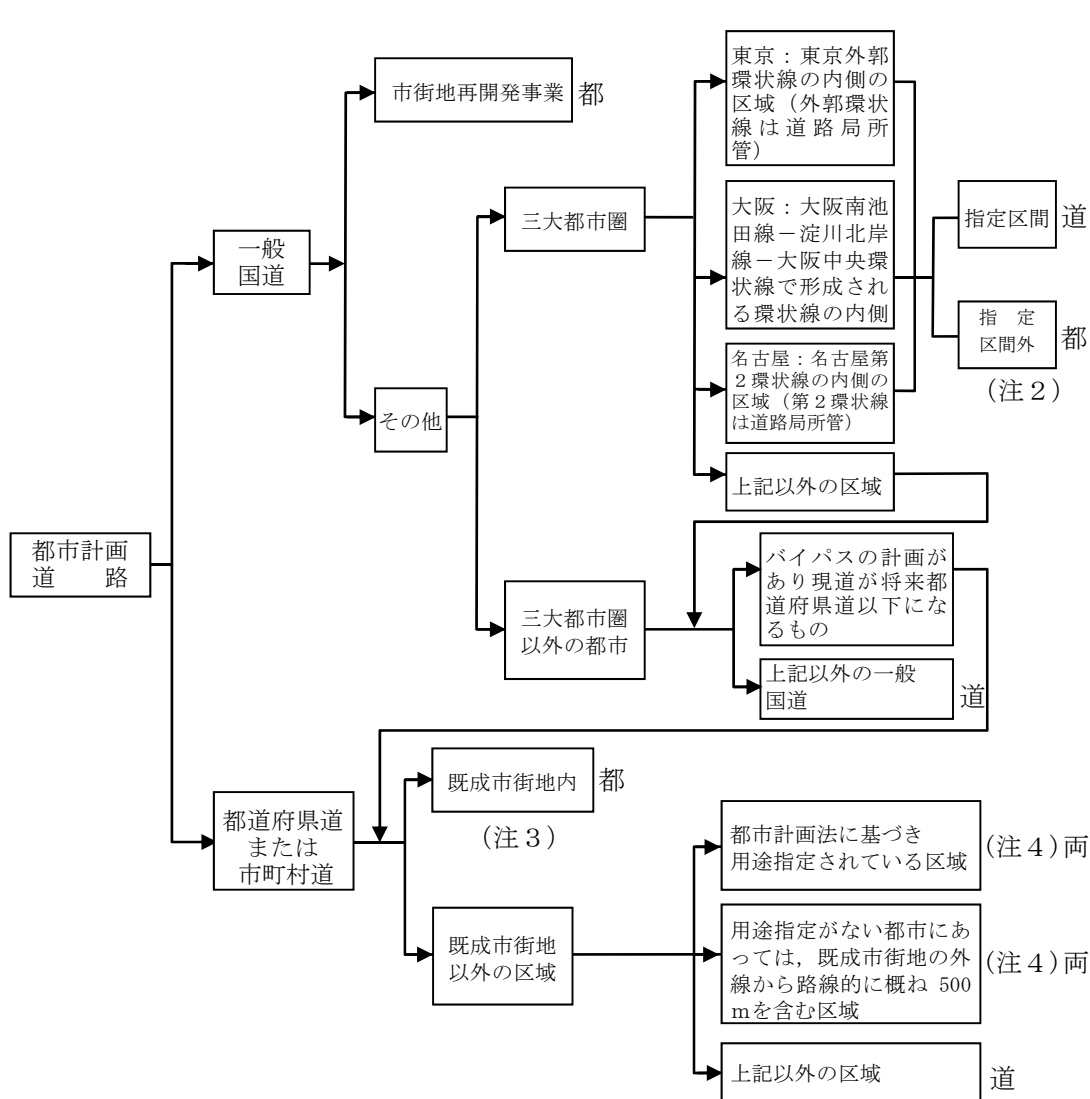 都市計画
道　　路
一般
国道
市街地再開発事業
都
その他
三大都市圏
東京：東京外郭
環状線の内側の
区域（外郭環状
線は道路局所
管）
大阪：大阪南池
田線－淀川北岸
線－大阪中央環
状線で形成され
る環状線の内側
名古屋：名古屋第
２環状線の内側の
区域（第２環状線
は道路局所管）
上記以外の区域
指定区間
道
指　定
区間外
都
（注２）
三大都市圏
以外の都市
バイパスの計画が
あり現道が将来都
道府県道以下にな
るもの
上記以外の一般
国道
道
都道府県道
または
市町村道
既成市街地内
都
（注３）
既成市街地
以外の区域
都市計画法に基づき
用途指定されている区域
（注４）両
用途指定がない都市にあ
っては，既成市街地の外
線から路線的に概ね 500
ｍを含む区域
（注４）両
上記以外の区域
道